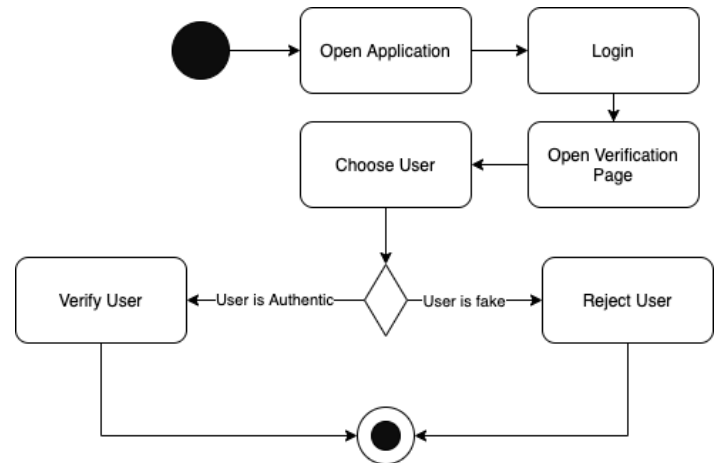 Open Application
Login
Choose User
Open Verification
Page
Verify User
User is Authentic
User is fake
Reject User